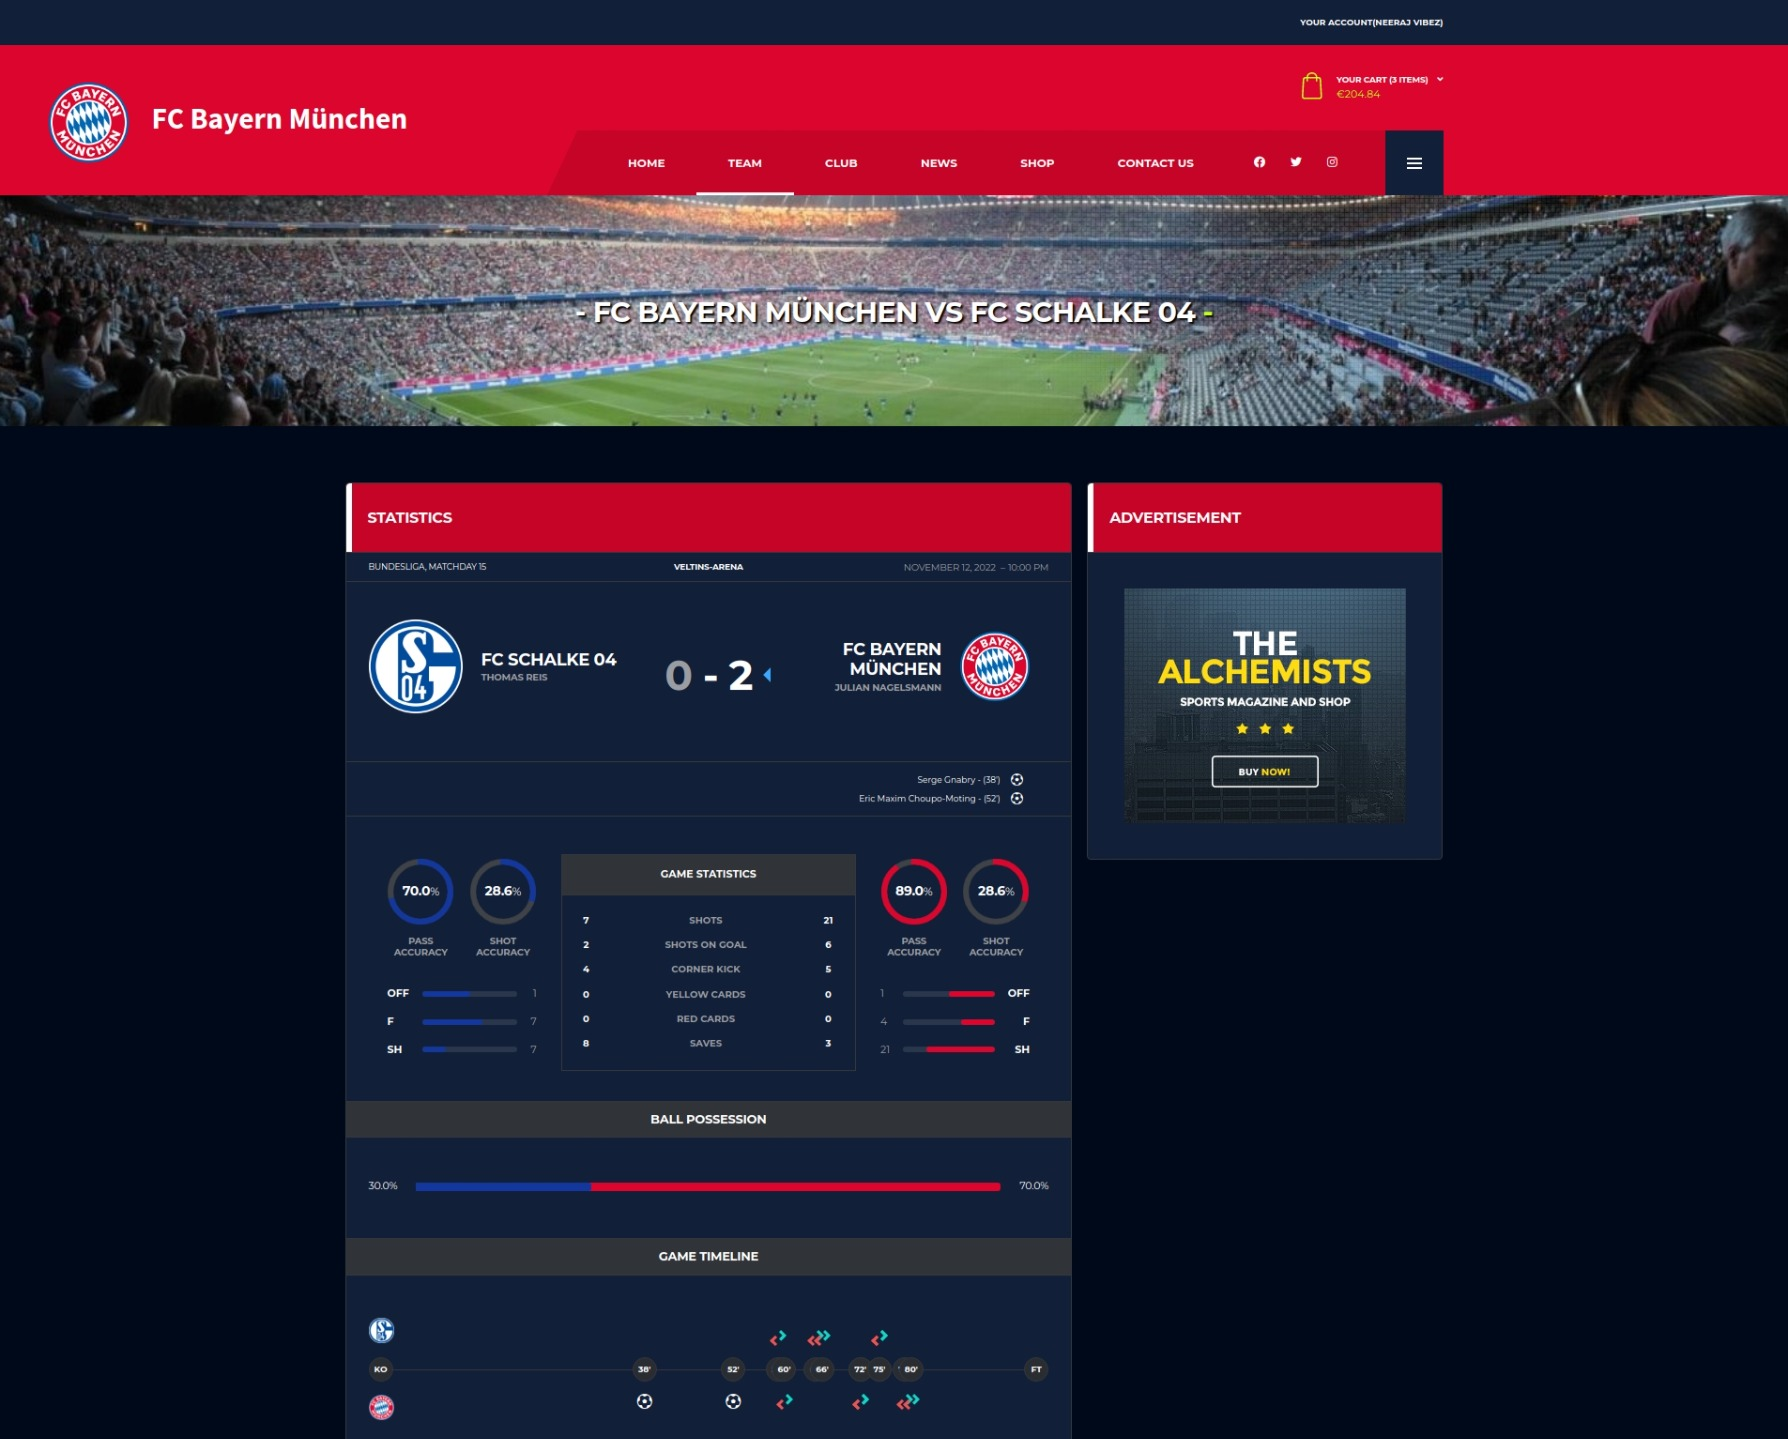 YOUR ACCOUNT(NEERAJ VIBEZ)
YOUR CART (3 ITEMS)
€204.84
FC BAYERN MÜNCHEN
FC Bayern München
HOME TEAM CLUB NEWS SHOP CONTACT US
- FC BAYERN MÜNCHEN VS FC SCHALKE 04 -
STATISTICS
BUNDESLIGA, MATCHDAY 15 VELTINS-ARENA NOVEMBER 12, 2022 – 10:00 PM
S 04
FC SCHALKE 04
THOMAS REIS
0 - 2
FC BAYERN
MÜNCHEN
JULIAN NAGELSMANN
FC BAYERN MÜNCHEN
Serge Gnabry - (38')
Eric Maxim Choupo-Moting - (52')
70.0% 28.6%
PASS ACCURACY
SHOT ACCURACY
OFF 1
F 7
SH 7
GAME STATISTICS
7 SHOTS 21
2 SHOTS ON GOAL 6
4 CORNER KICK 5
0 YELLOW CARDS 0
0 RED CARDS 0
8 SAVES 3
89.0% 28.6%
PASS ACCURACY
SHOT ACCURACY
1 OFF
4 F
21 SH
BALL POSSESSION
30.0% 70.0%
GAME TIMELINE
KO 38' 52' 60' 66' 72' 75' 80' FT
ADVERTISEMENT
THE
ALCHEMISTS
SPORTS MAGAZINE AND SHOP
BUY NOW!